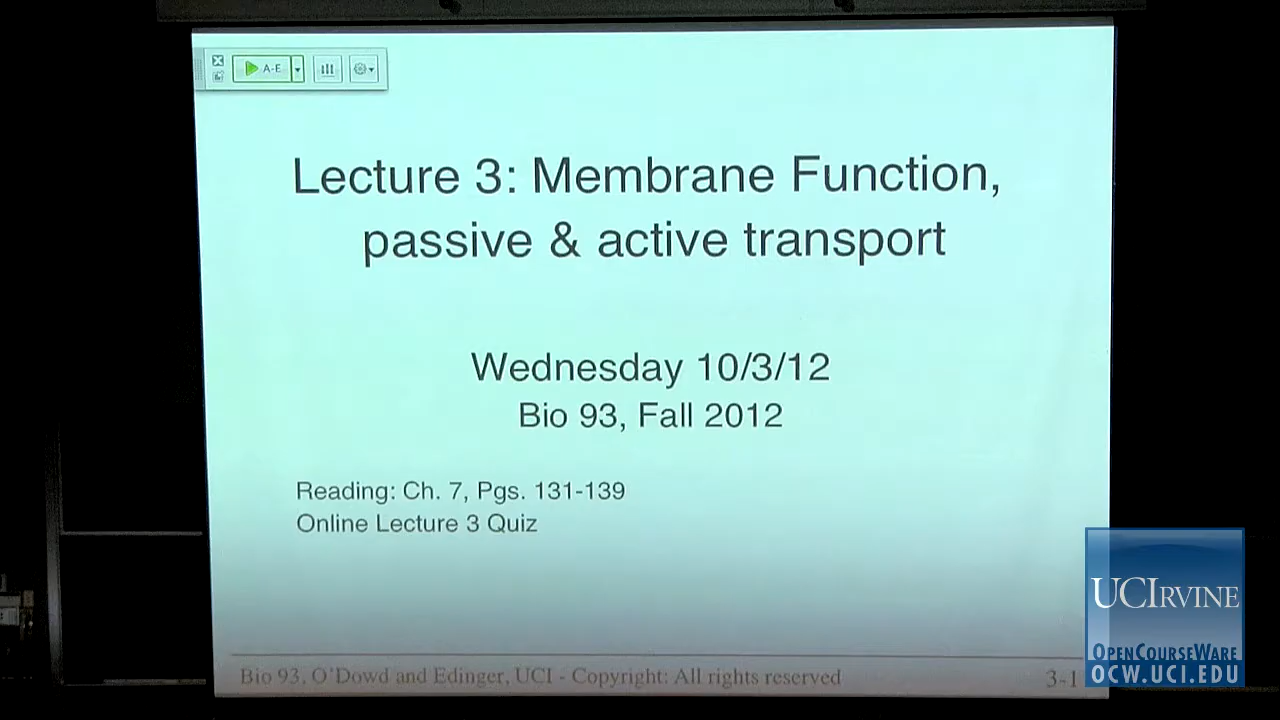 A-E
Lecture 3: Membrane Function,
passive & active transport
Wednesday 10/3/12
Bio 93, Fall 2012
Reading: Ch. 7, Pgs. 131-139
Online Lecture 3 Quiz
Bio 93, O'Dowd and Edinger, UCI - Copyright: All rights reserved
3-1
UCIRVINE
OPENCOURSEWARE
OCW.UCI.EDU